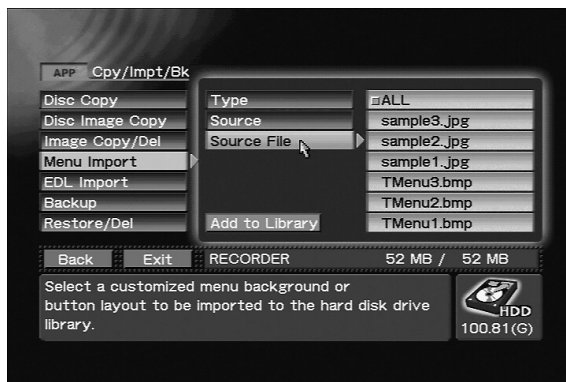 APP Cpy/Impt/Bk
Disc Copy
Disc Image Copy
Image Copy/Del
Menu Import
EDL Import
Backup
Restore/Del
Type
Source
Source File
Add to Library
ALL
sample3.jpg
sample2.jpg
sample1.jpg
TMenu3.bmp
TMenu2.bmp
TMenu1.bmp
Back Exit RECORDER 52 MB / 52 MB
Select a customized menu background or
button layout to be imported to the hard disk drive
library.
HDD
100.81(G)